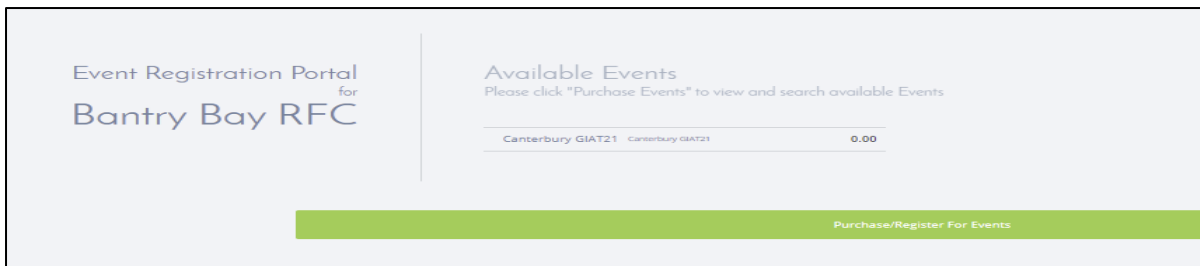 Event Registration Portal
for
Bantry Bay RFC
Available Events
Please click "Purchase Events" to view and search available Events
Canterbury GIAT21 Canterbury GIAT21 0.00
Purchase/Register For Events